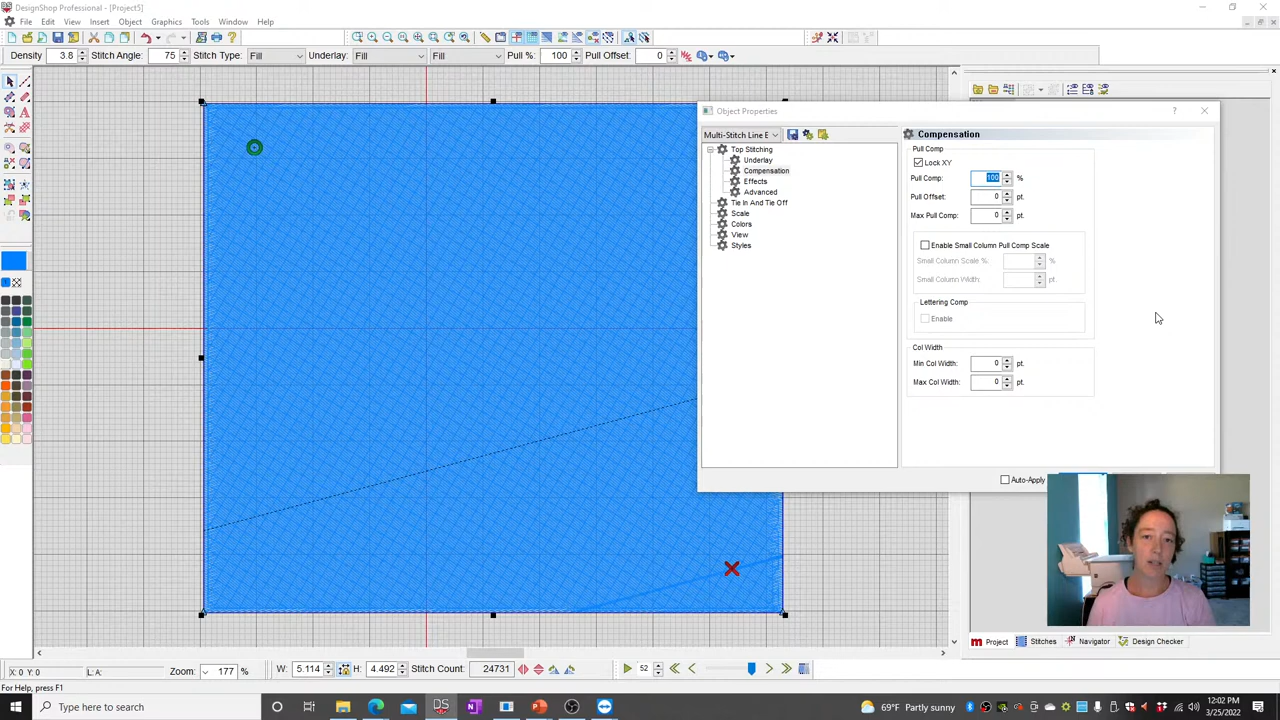 DesignShop Professional - [Project5]
File Edit View Insert Object Graphics Tools Window Help
Density 3.8 Stitch Angle: 75 Stitch Type: Fill Underlay: Fill Fill Pull % 100 Pull Offset: 0
Object Properties
Multi-Stitch Line E
Top Stitching
Underlay
Compensation
Effects
Advanced
Tie In And Tie Off
Scale
Colors
View
Styles
Compensation
Pull Comp
Lock XY
Pull Comp: 100 %
Pull Offset: 0 pt.
Max Pull Comp: 0 pt.
Enable Small Column Pull Comp Scale
Small Column Scale %: %
Small Column Width: pt.
Lettering Comp
Enable
Col Width
Min Col Width: 0 pt.
Max Col Width: 0 pt.
Auto-Apply
Project Stitches Navigator Design Checker
X: 0 Y: 0 L: A: Zoom: 177 % W: 5.114 H: 4.492 Stitch Count: 24731 52
For Help, press F1
Type here to search
DS
69°F Partly sunny
12:02 PM
3/25/2022